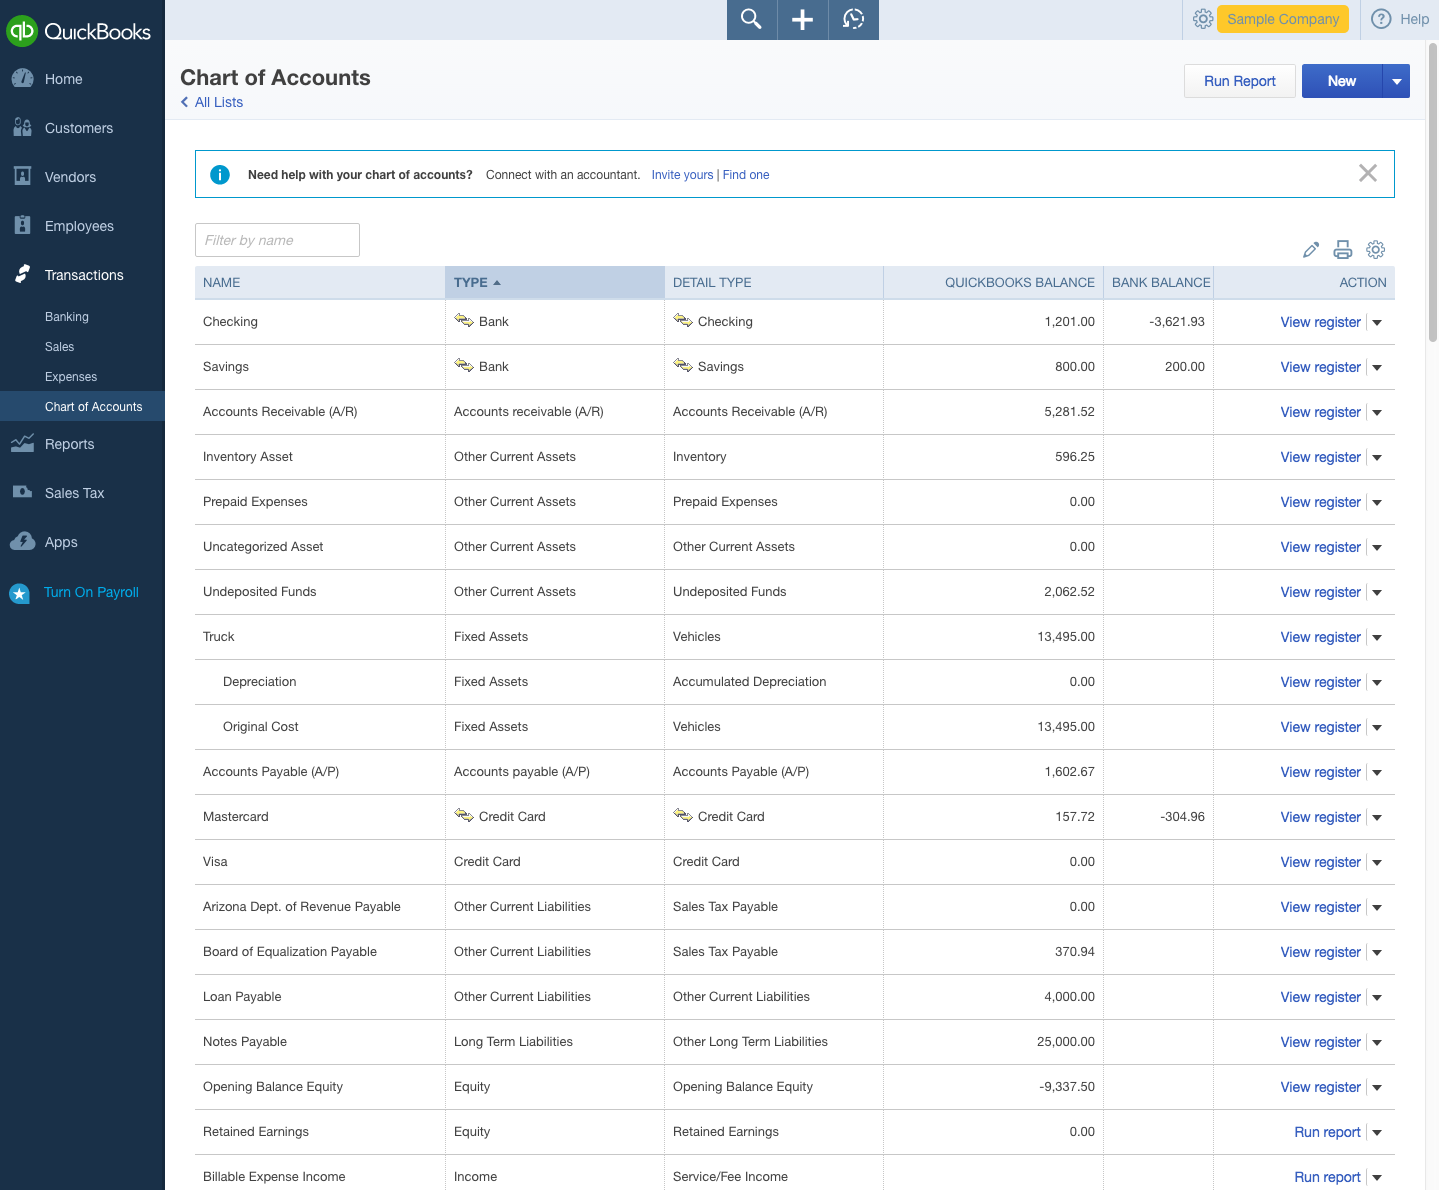 QuickBooks
Sample Company
Help
Home
Customers
Vendors
Employees
Transactions
Banking
Sales
Expenses
Chart of Accounts
Reports
Sales Tax
Apps
Turn On Payroll
Chart of Accounts
All Lists
Run Report
New
Need help with your chart of accounts? Connect with an accountant. Invite yours | Find one
Filter by name
NAME TYPE DETAIL TYPE QUICKBOOKS BALANCE BANK BALANCE ACTION
Checking Bank Checking 1,201.00 -3,621.93 View register
Savings Bank Savings 800.00 200.00 View register
Accounts Receivable (A/R) Accounts receivable (A/R) Accounts Receivable (A/R) 5,281.52 View register
Inventory Asset Other Current Assets Inventory 596.25 View register
Prepaid Expenses Other Current Assets Prepaid Expenses 0.00 View register
Uncategorized Asset Other Current Assets Other Current Assets 0.00 View register
Undeposited Funds Other Current Assets Undeposited Funds 2,062.52 View register
Truck Fixed Assets Vehicles 13,495.00 View register
Depreciation Fixed Assets Accumulated Depreciation 0.00 View register
Original Cost Fixed Assets Vehicles 13,495.00 View register
Accounts Payable (A/P) Accounts payable (A/P) Accounts Payable (A/P) 1,602.67 View register
Mastercard Credit Card Credit Card 157.72 -304.96 View register
Visa Credit Card Credit Card 0.00 View register
Arizona Dept. of Revenue Payable Other Current Liabilities Sales Tax Payable 0.00 View register
Board of Equalization Payable Other Current Liabilities Sales Tax Payable 370.94 View register
Loan Payable Other Current Liabilities Other Current Liabilities 4,000.00 View register
Notes Payable Long Term Liabilities Other Long Term Liabilities 25,000.00 View register
Opening Balance Equity Equity Opening Balance Equity -9,337.50 View register
Retained Earnings Equity Retained Earnings 0.00 Run report
Billable Expense Income Income Service/Fee Income Run report